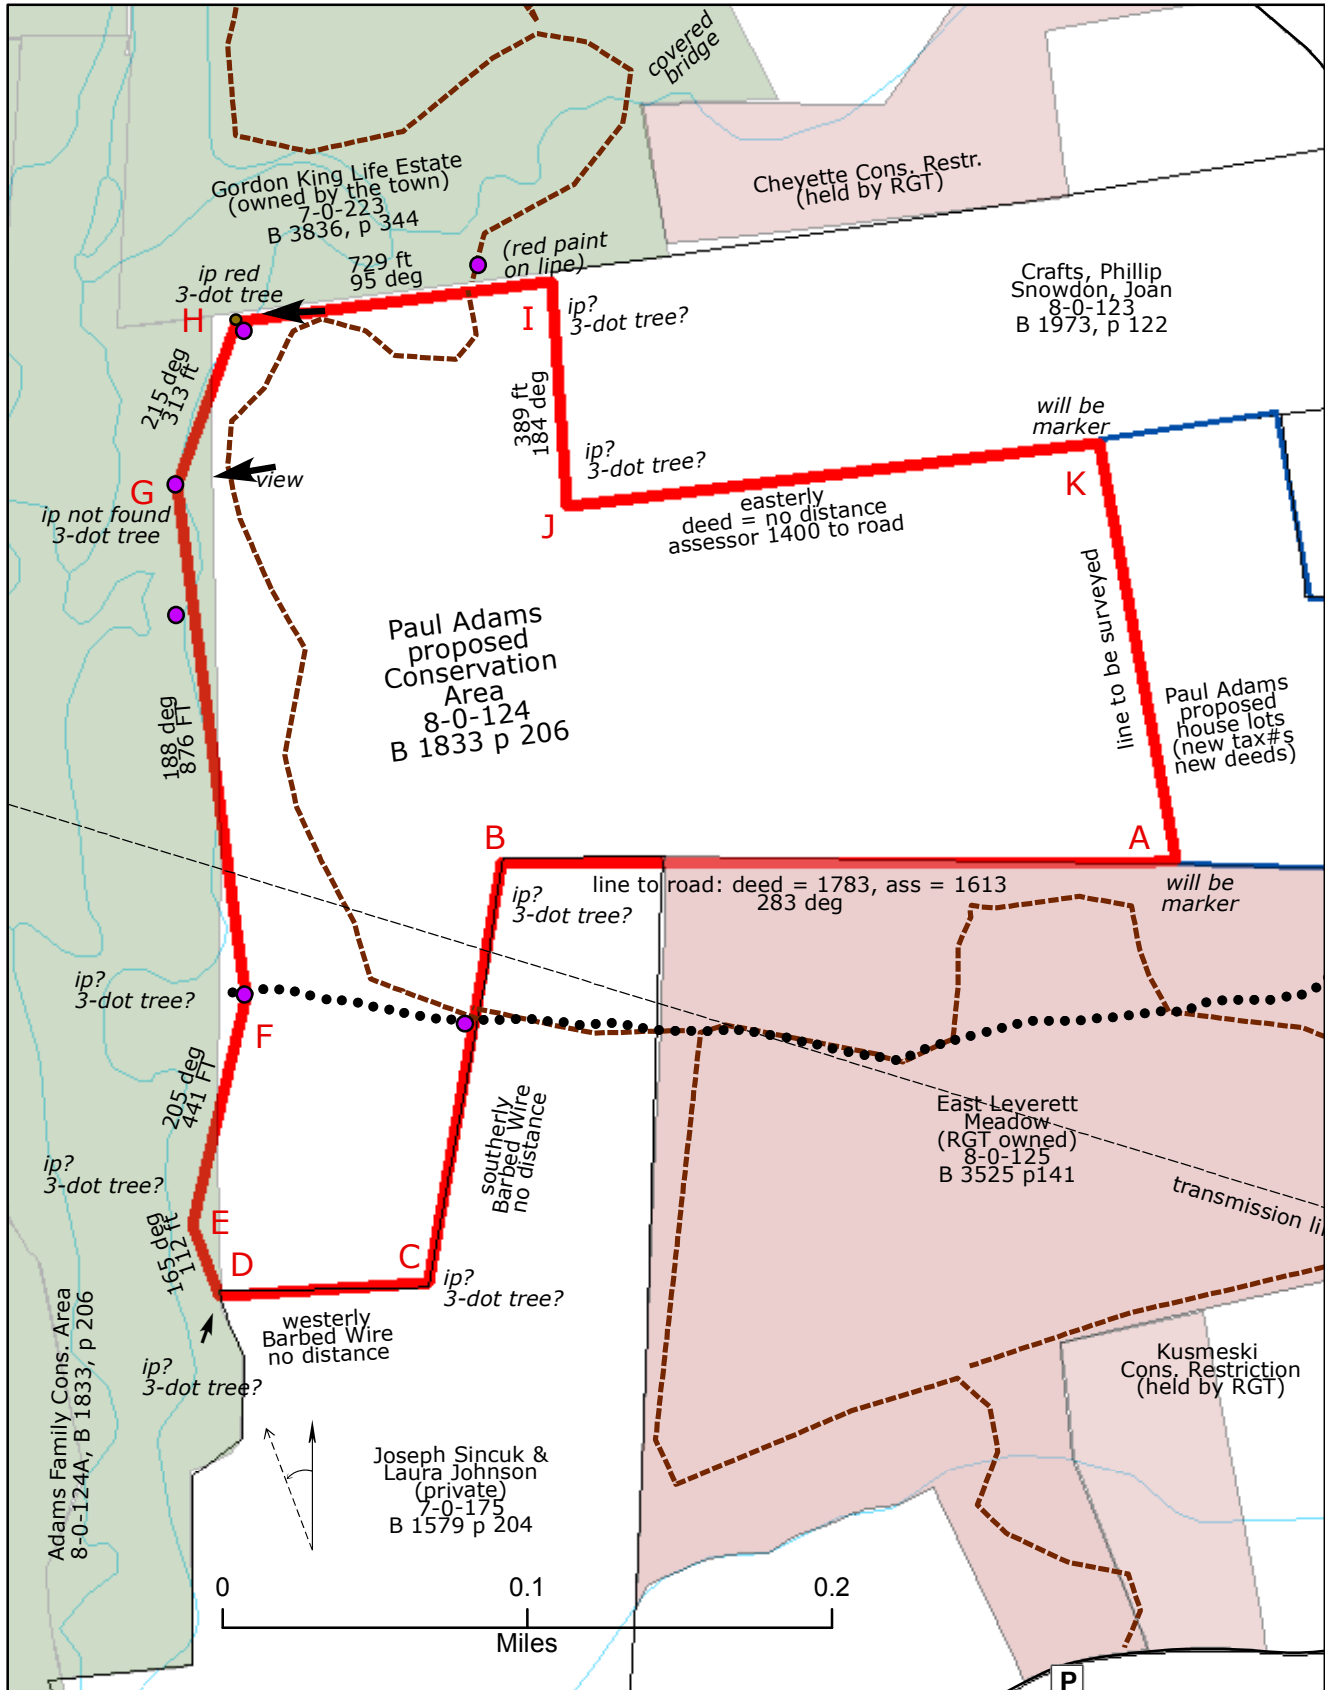 covered
bridge
Gordon King Life Estate
(owned by the town)
7-0-223
B 3836, p 344
Cheyette Cons. Restr.
(held by RGT)
(red paint
on line)
729 ft
95 deg
ip red
3-dot tree
H
I
ip?
3-dot tree?
Crafts, Phillip
Snowdon, Joan
8-0-123
B 1973, p 122
215 deg
313 ft
389 ft
184 deg
will be
marker
ip?
3-dot tree?
view
G
K
J
easterly
deed = no distance
assessor 1400 to road
ip not found
3-dot tree
line to be surveyed
Paul Adams
proposed
Conservation
Area
8-0-124
B 1833 p 206
Paul Adams
proposed
house lots
(new tax#s
new deeds)
188 deg
876 FT
B
A
line to road: deed = 1783, ass = 1613
283 deg
will be
marker
ip?
3-dot tree?
ip?
3-dot tree?
F
205 deg
441 FT
southerly
Barbed Wire
no distance
East Leverett
Meadow
(RGT owned)
8-0-125
B 3525 p141
transmission li
ip?
3-dot tree?
E
165 deg
112 ft
D
C
ip?
3-dot tree?
westerly
Barbed Wire
no distance
ip?
3-dot tree?
Adams Family Cons. Area
8-0-124A, B 1833, p 206
Kusmeski
Cons. Restriction
(held by RGT)
Joseph Sincuk &
Laura Johnson
(private)
7-0-175
B 1579 p 204
0 0.1 0.2
Miles
P